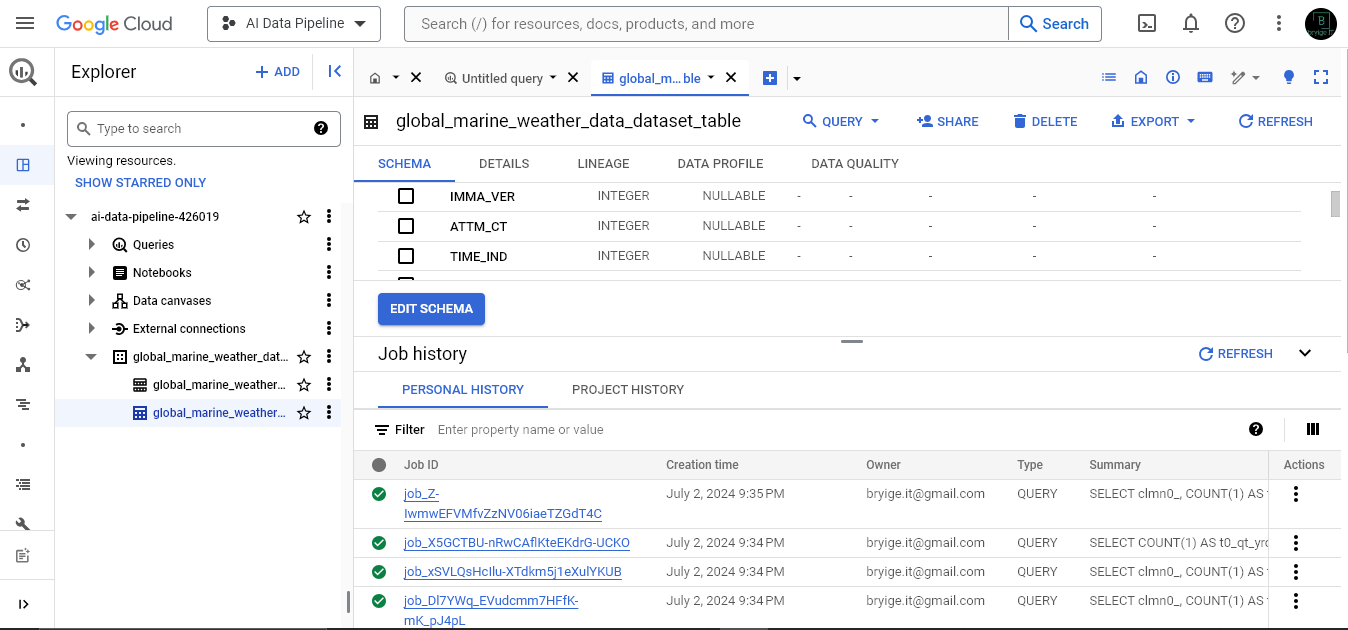 Google Cloud
AI Data Pipeline
Search (/) for resources, docs, products, and more
Search
Explorer
ADD
Untitled query
global_m...ble
Type to search
Viewing resources.
SHOW STARRED ONLY
ai-data-pipeline-426019
Queries
Notebooks
Data canvases
External connections
global_marine_weather_dat...
global_marine_weather...
global_marine_weather...
global_marine_weather_data_dataset_table
QUERY
SHARE
DELETE
EXPORT
REFRESH
SCHEMA DETAILS LINEAGE DATA PROFILE DATA QUALITY
IMMA_VER INTEGER NULLABLE - - - - -
ATTM_CT INTEGER NULLABLE - - - - -
TIME_IND INTEGER NULLABLE - - - - -
EDIT SCHEMA
Job history
REFRESH
PERSONAL HISTORY PROJECT HISTORY
Filter Enter property name or value
Job ID Creation time Owner Type Summary Actions
job_Z-
IwmwEFVMfvZzNV06iaeTZGdT4C July 2, 2024 9:35 PM bryige.it@gmail.com QUERY SELECT clmn0_, COUNT(1) AS
job_X5GCTBU-nRwCAflKteEKdrG-UCKO July 2, 2024 9:34 PM bryige.it@gmail.com QUERY SELECT COUNT(1) AS t0_qt_yrc
job_xSVLQsHcIlu-XTdkm5j1eXulYKUB July 2, 2024 9:34 PM bryige.it@gmail.com QUERY SELECT clmn0_, COUNT(1) AS
job_Dl7YWq_EVudcmm7HFfK-
mK_pJ4pL July 2, 2024 9:34 PM bryige.it@gmail.com QUERY SELECT clmn0_, COUNT(1) AS